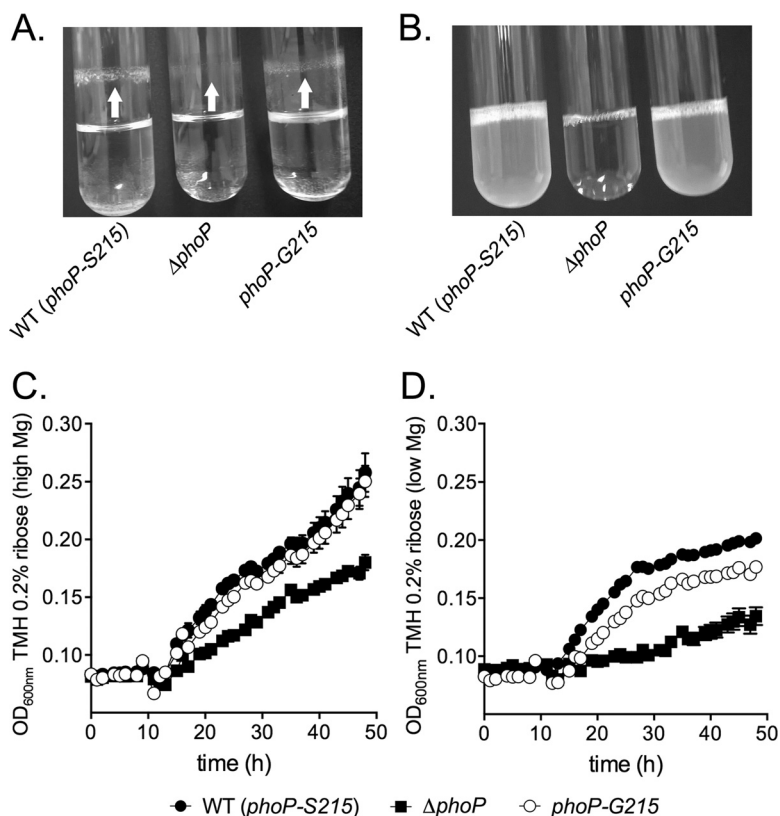 A.
B.
WT (phoP-S215)
ΔphoP
phoP-G215
WT (phoP-S215)
ΔphoP
phoP-G215
C.
D.
OD600nm TMH 0.2% ribose (high Mg)
0.30
0.25
0.20
0.15
0.10
0
10
20
30
40
50
time (h)
OD600nm TMH 0.2% ribose (low Mg)
0.30
0.25
0.20
0.15
0.10
0
10
20
30
40
50
time (h)
WT (phoP-S215) ΔphoP phoP-G215